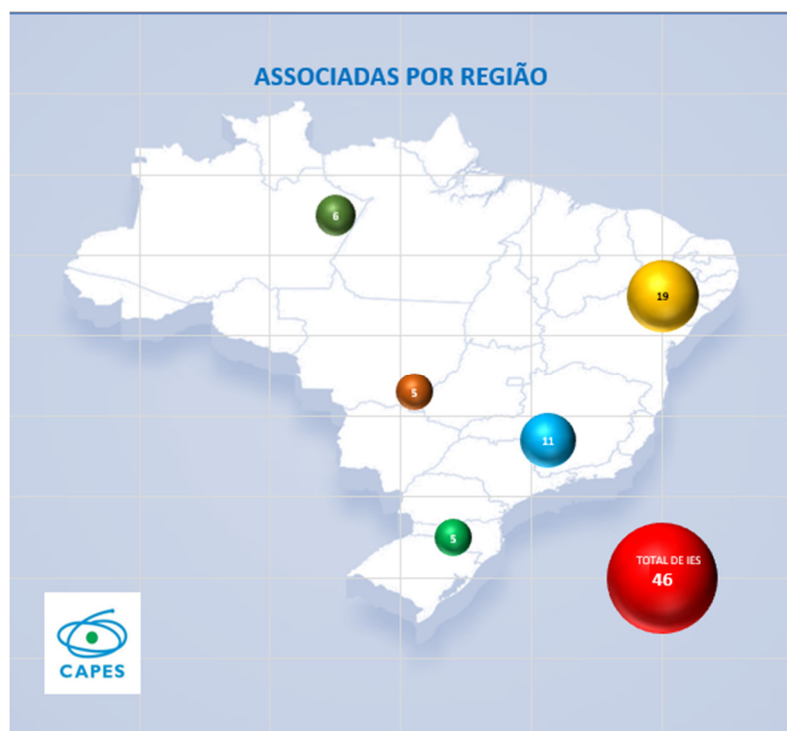 ASSOCIADAS POR REGIÃO
6
19
5
11
5
TOTAL DE IES
46
CAPES